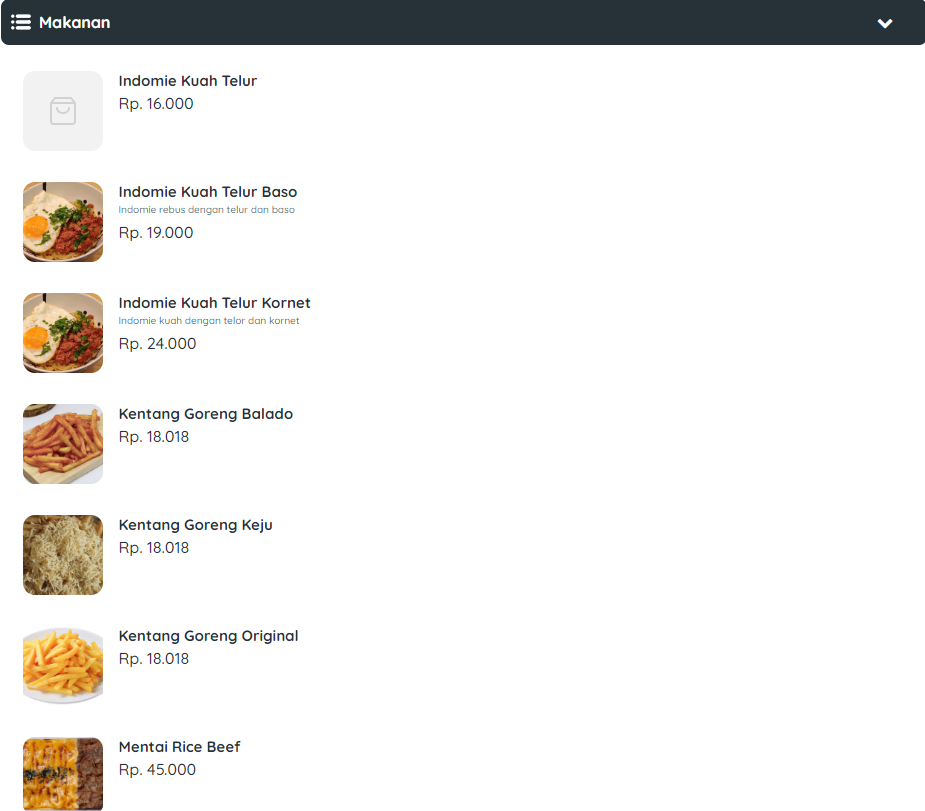 Makanan
Indomie Kuah Telur
Rp. 16.000
Indomie Kuah Telur Baso
Indomie rebus dengan telur dan baso
Rp. 19.000
Indomie Kuah Telur Kornet
Indomie kuah dengan telor dan kornet
Rp. 24.000
Kentang Goreng Balado
Rp. 18.018
Kentang Goreng Keju
Rp. 18.018
Kentang Goreng Original
Rp. 18.018
Mentai Rice Beef
Rp. 45.000